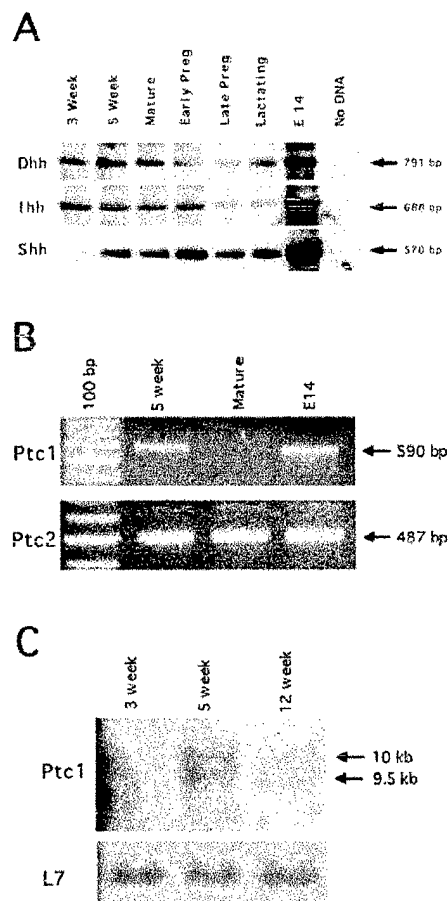 A
3 Week 5 Week Mature Early Preg Late Preg Lactating E 14 No DNA
Dhh 791 bp
Ihh 688 bp
Shh 570 bp
B
100 bp 5 week Mature E14
Ptc1 590 bp
Ptc2 487 bp
C
3 week 5 week 12 week
Ptc1 10 kb
9.5 kb
L7